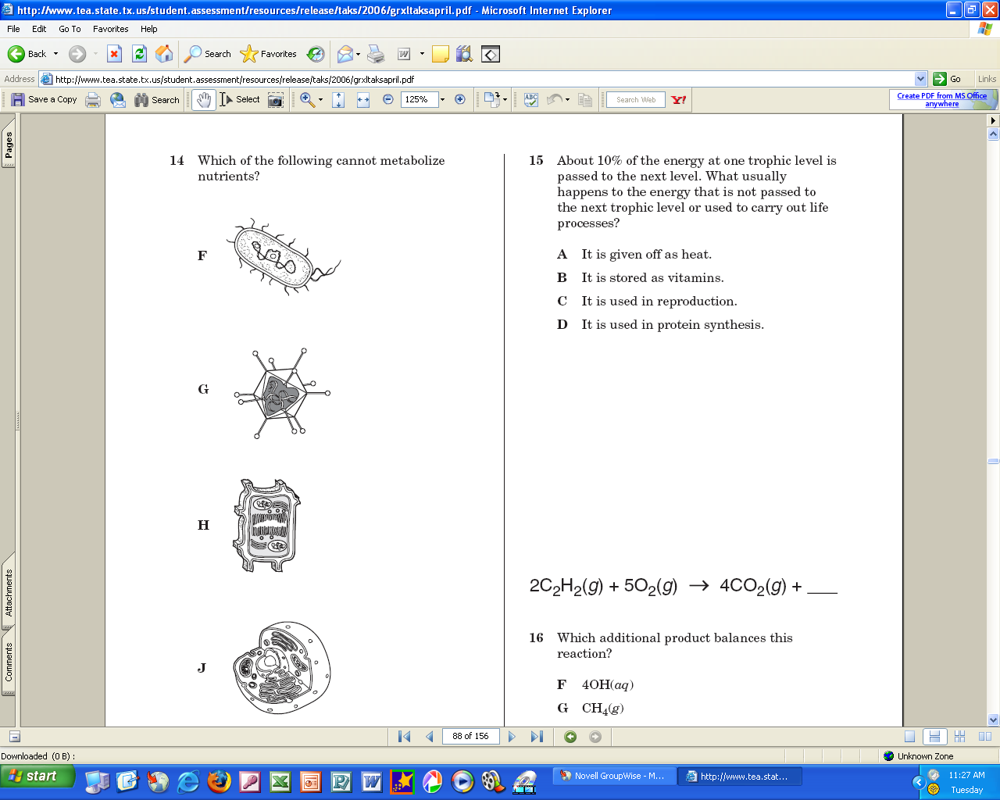 http://www.tea.state.tx.us/student.assessment/resources/release/taks/2006/grxltaksapril.pdf - Microsoft Internet Explorer
File Edit Go To Favorites Help
Back Search Favorites
Address http://www.tea.state.tx.us/student.assessment/resources/release/taks/2006/grxltaksapril.pdf Go Links
Save a Copy Search Select 125% Search Web Y! Create PDF from MS Office
anywhere
Pages
Attachments
Comments
14 Which of the following cannot metabolize
nutrients?
F
G
H
J
15 About 10% of the energy at one trophic level is
passed to the next level. What usually
happens to the energy that is not passed to
the next trophic level or used to carry out life
processes?
A It is given off as heat.
B It is stored as vitamins.
C It is used in reproduction.
D It is used in protein synthesis.
2C₂H₂(g) + 5O₂(g) → 4CO₂(g) + ___
16 Which additional product balances this
reaction?
F 4OH(aq)
G CH₄(g)
88 of 156
Downloaded (0 B) : Unknown Zone
start Novell GroupWise - M... http://www.tea.stat... 11:27 AM
Tuesday